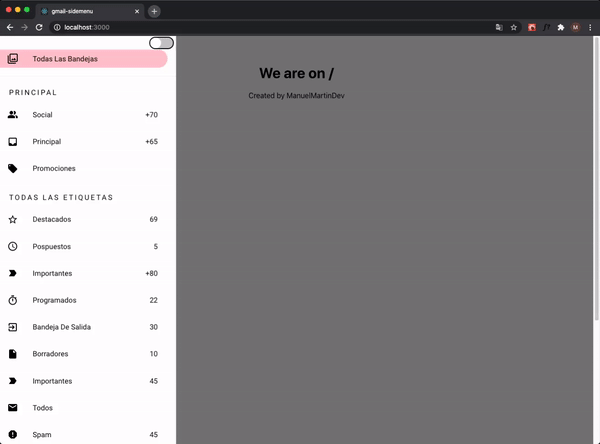 gmail-sidemenu
localhost:3000
M
Todas Las Bandejas
PRINCIPAL
Social +70
Principal +65
Promociones
TODAS LAS ETIQUETAS
Destacados 69
Pospuestos 5
Importantes +80
Programados 22
Bandeja De Salida 30
Borradores 10
Importantes 45
Todos
Spam 45
We are on /
Created by ManuelMartinDev